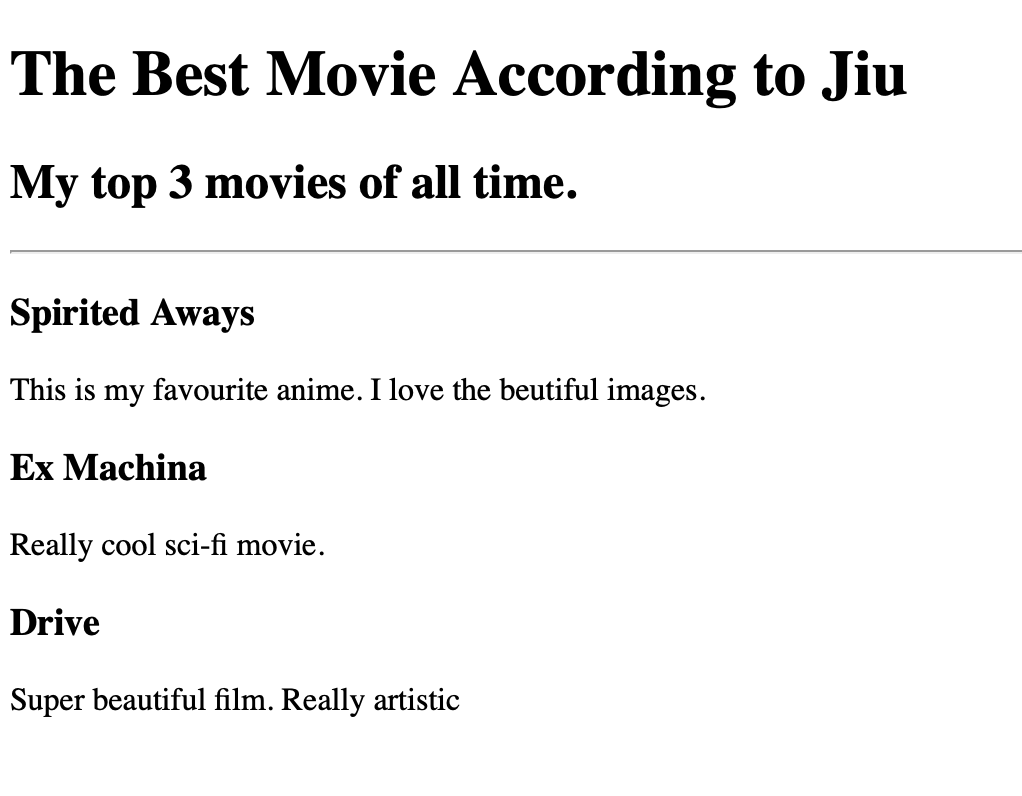 The Best Movie According to Jiu
My top 3 movies of all time.
Spirited Aways
This is my favourite anime. I love the beutiful images.
Ex Machina
Really cool sci-fi movie.
Drive
Super beautiful film. Really artistic